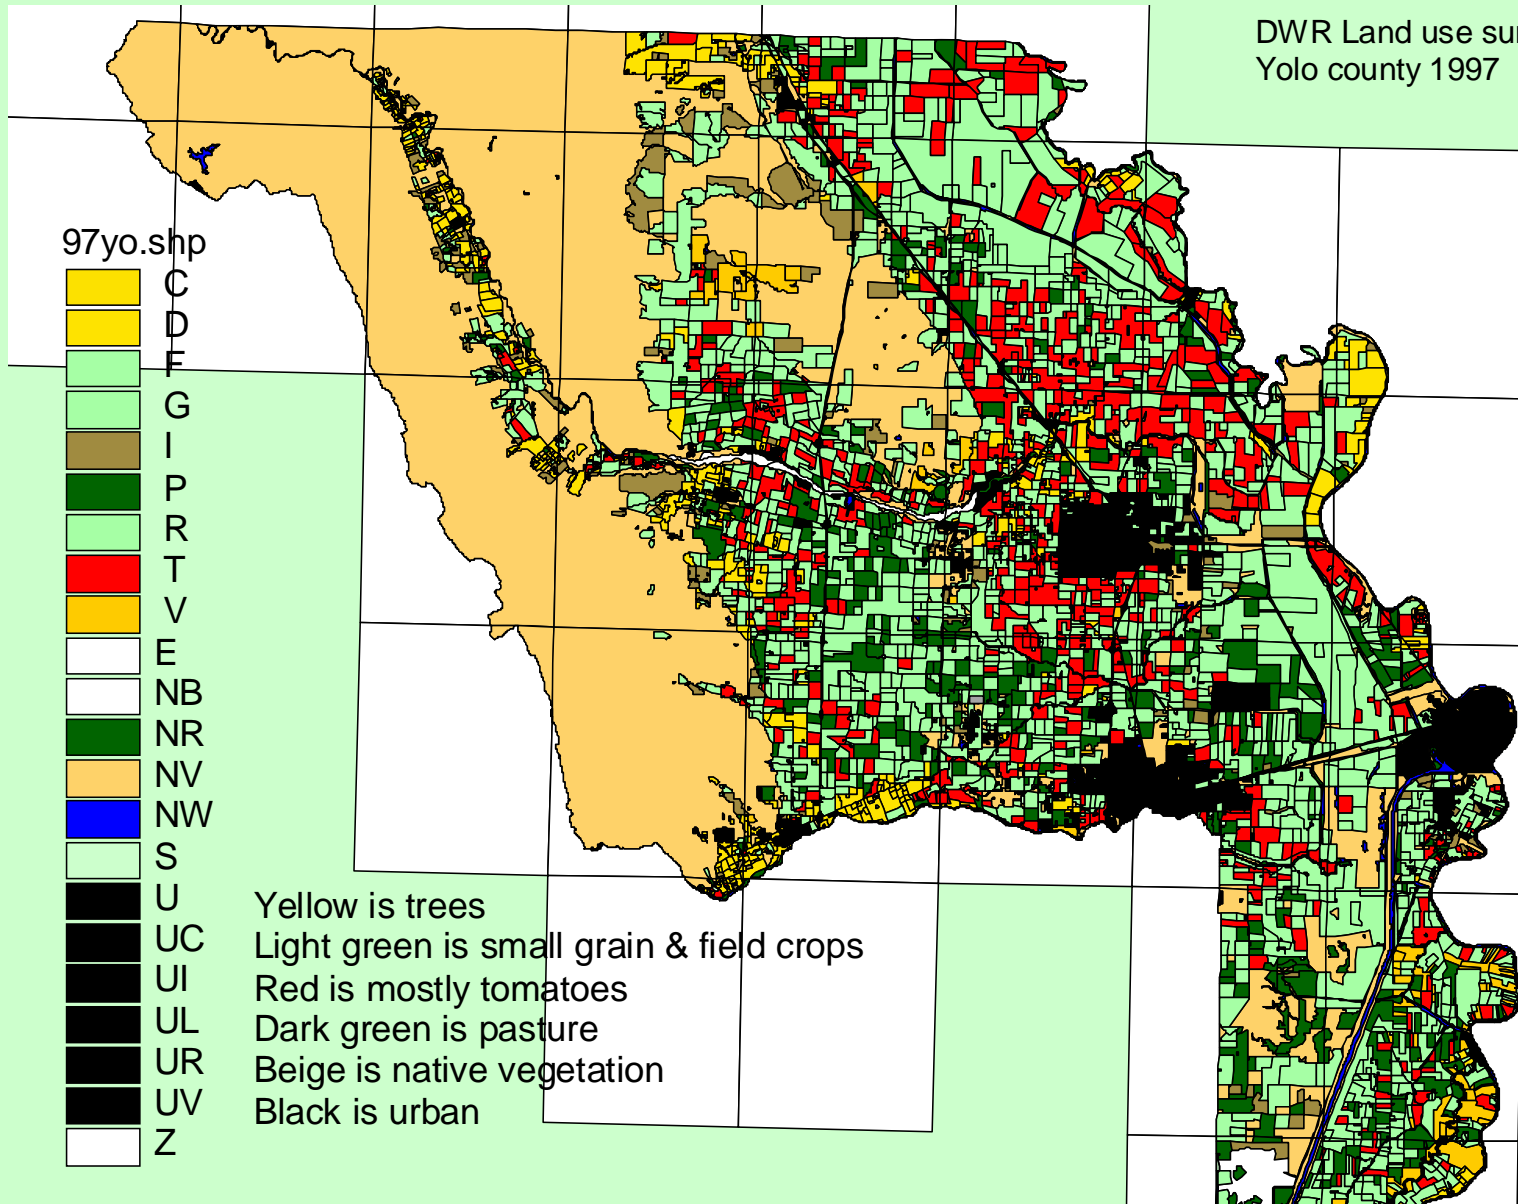 DWR Land use sur
Yolo county 1997
97yo.shp
C
D
F
G
I
P
R
T
V
E
NB
NR
NV
NW
S
U
UC
UI
UL
UR
UV
Z
Yellow is trees
Light green is small grain & field crops
Red is mostly tomatoes
Dark green is pasture
Beige is native vegetation
Black is urban